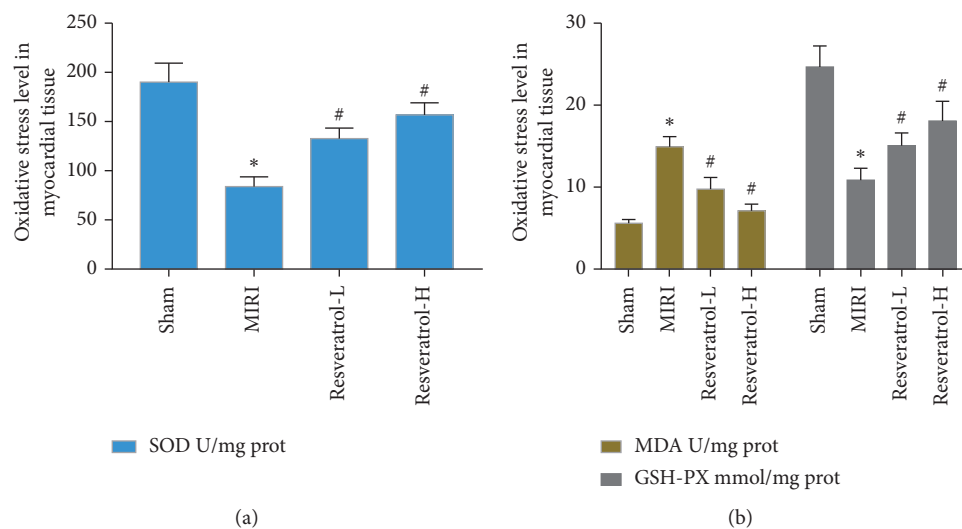 Oxidative stress level in
myocardial tissue
250
200
150
100
50
0
*
#
#
Sham
MIRI
Resveratrol-L
Resveratrol-H
SOD U/mg prot
(a)
Oxidative stress level in
myocardial tissue
30
20
10
0
*
#
#
*
#
#
Sham
MIRI
Resveratrol-L
Resveratrol-H
Sham
MIRI
Resveratrol-L
Resveratrol-H
MDA U/mg prot
GSH-PX mmol/mg prot
(b)